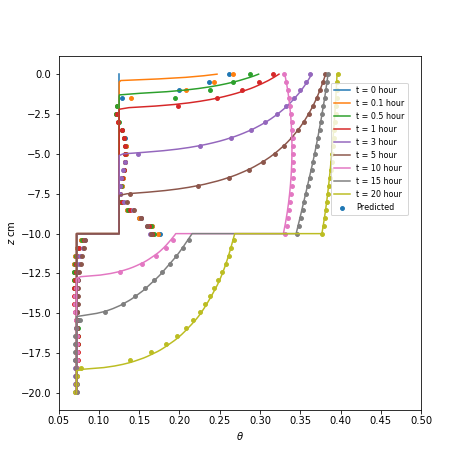 0.0
−2.5
−5.0
−7.5
−10.0
−12.5
−15.0
−17.5
−20.0
z cm
t = 0 hour
t = 0.1 hour
t = 0.5 hour
t = 1 hour
t = 3 hour
t = 5 hour
t = 10 hour
t = 15 hour
t = 20 hour
Predicted
0.05 0.10 0.15 0.20 0.25 0.30 0.35 0.40 0.45 0.50
θ